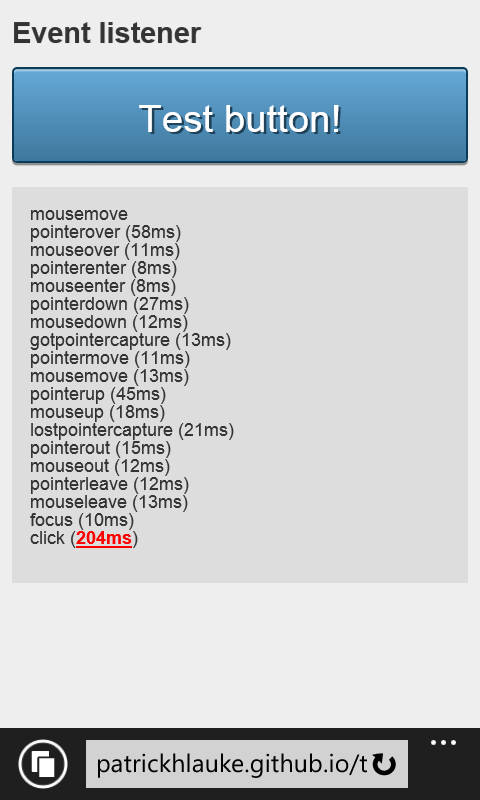 Event listener
Test button!
mousemove
pointerover (58ms)
mouseover (11ms)
pointerenter (8ms)
mouseenter (8ms)
pointerdown (27ms)
mousedown (12ms)
gotpointercapture (13ms)
pointermove (11ms)
mousemove (13ms)
pointerup (45ms)
mouseup (18ms)
lostpointercapture (21ms)
pointerout (15ms)
mouseout (12ms)
pointerleave (12ms)
mouseleave (13ms)
focus (10ms)
click (204ms)
patrickhlauke.github.io/t